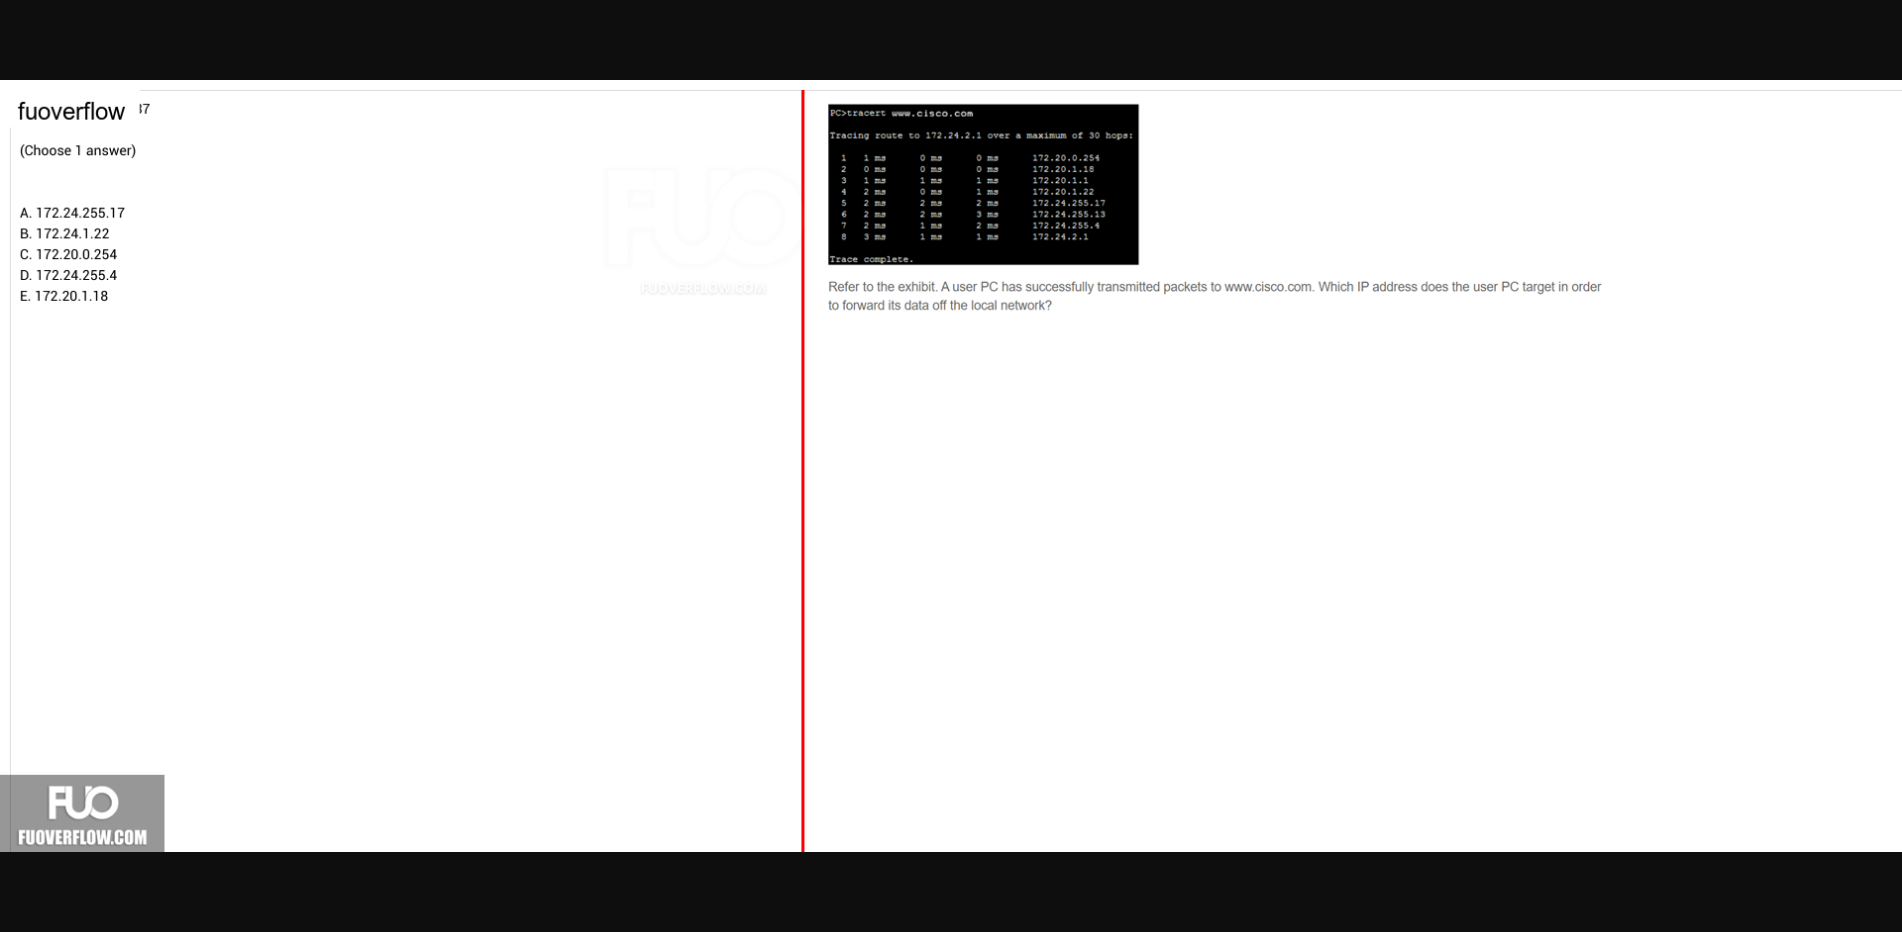 fuoverflow 37
(Choose 1 answer)
A. 172.24.255.17
B. 172.24.1.22
C. 172.20.0.254
D. 172.24.255.4
E. 172.20.1.18
FUO
FUOVERFLOW.COM
FUO
FUOVERFLOW.COM
PC>tracert www.cisco.com
Tracing route to 172.24.2.1 over a maximum of 30 hops:
1 1 ms 0 ms 0 ms 172.20.0.254
2 0 ms 0 ms 0 ms 172.20.1.18
3 1 ms 1 ms 1 ms 172.20.1.1
4 2 ms 0 ms 1 ms 172.20.1.22
5 2 ms 2 ms 2 ms 172.24.255.17
6 2 ms 2 ms 3 ms 172.24.255.13
7 2 ms 1 ms 2 ms 172.24.255.4
8 3 ms 1 ms 1 ms 172.24.2.1
Trace complete.
Refer to the exhibit. A user PC has successfully transmitted packets to www.cisco.com. Which IP address does the user PC target in order
to forward its data off the local network?